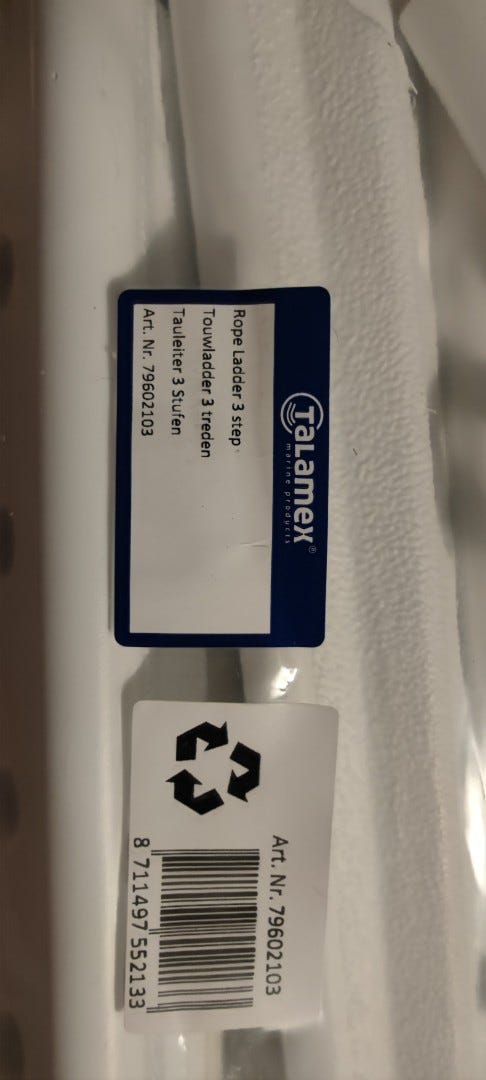 TaLameX®
marine products
Rope Ladder 3 step
Touwladder 3 treden
Tauleiter 3 Stufen
Art. Nr. 79602103
Art. Nr. 79602103
8 711497 552133